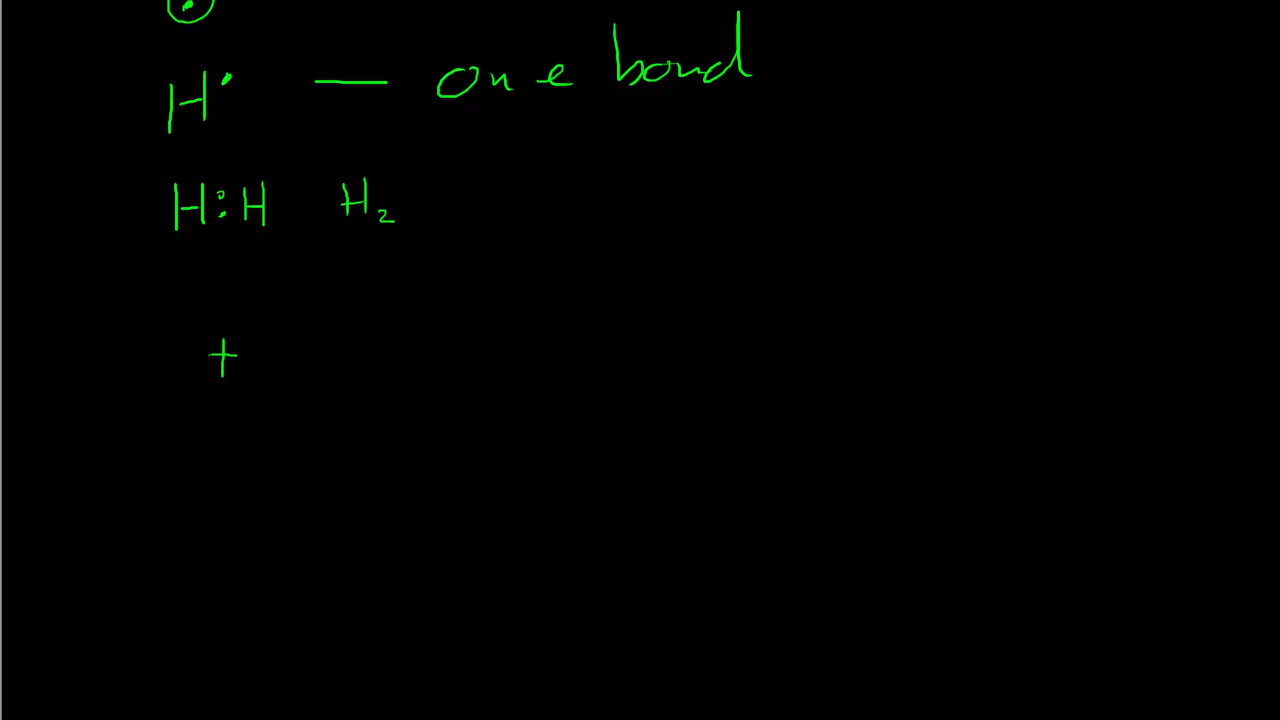 H· — one bond
H:H H₂
+